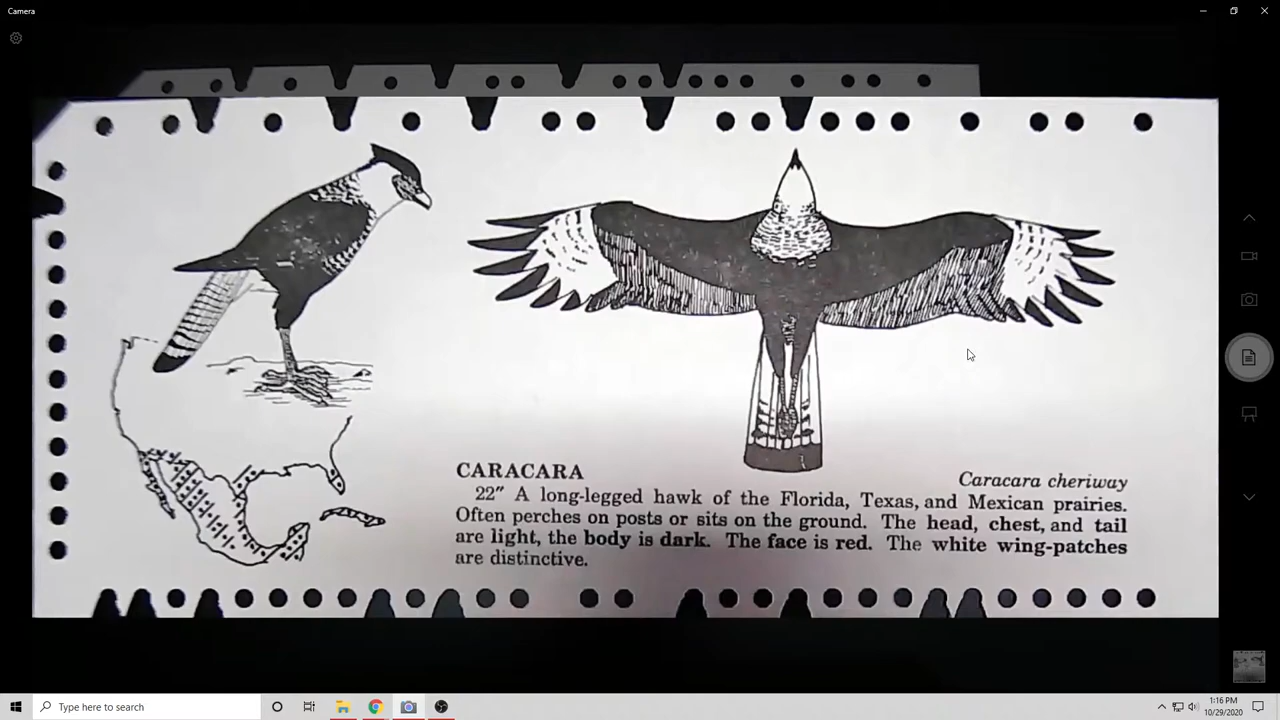 Camera
CARACARA
Caracara cheriway
22″ A long-legged hawk of the Florida, Texas, and Mexican prairies.
Often perches on posts or sits on the ground. The head, chest, and tail
are light, the body is dark. The face is red. The white wing-patches
are distinctive.
Type here to search
1:16 PM
10/29/2020